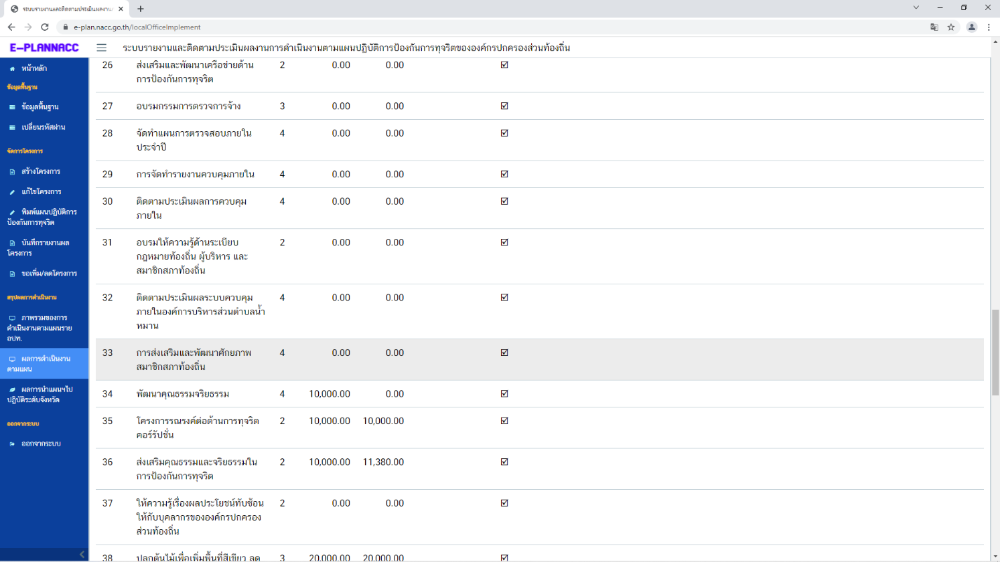 ระบบรายงานและติดตามประเมินผลงาน
e-plan.nacc.go.th/localOfficeImplement
E-PLANNACC
ระบบรายงานและติดตามประเมินผลงานการดำเนินงานตามแผนปฏิบัติการป้องกันการทุจริตขององค์กรปกครองส่วนท้องถิ่น
หน้าหลัก
ข้อมูลพื้นฐาน
ข้อมูลพื้นฐาน
เปลี่ยนรหัสผ่าน
จัดการโครงการ
สร้างโครงการ
แก้ไขโครงการ
พิมพ์แผนปฏิบัติการ
ป้องกันการทุจริต
บันทึกรายงานผล
โครงการ
ขอเพิ่ม/ลดโครงการ
สรุปผลการดำเนินงาน
ภาพรวมของการ
ดำเนินงานตามแผนราย
อปท.
ผลการดำเนินงาน
ตามแผน
ผลการนำแผนฯไป
ปฏิบัติระดับจังหวัด
ออกจากระบบ
ออกจากระบบ
26 ส่งเสริมและพัฒนาเครือข่ายด้าน 2 0.00 0.00
การป้องกันการทุจริต
27 อบรมกรรมการตรวจการจ้าง 3 0.00 0.00
28 จัดทำแผนการตรวจสอบภายใน 4 0.00 0.00
ประจำปี
29 การจัดทำรายงานควบคุมภายใน 4 0.00 0.00
30 ติดตามประเมินผลการควบคุม 4 0.00 0.00
ภายใน
31 อบรมให้ความรู้ด้านระเบียบ 2 0.00 0.00
กฎหมายท้องถิ่น ผู้บริหาร และ
สมาชิกสภาท้องถิ่น
32 ติดตามประเมินผลระบบควบคุม 4 0.00 0.00
ภายในองค์การบริหารส่วนตำบลน้ำ
หมาน
33 การส่งเสริมและพัฒนาศักยภาพ 4 0.00 0.00
สมาชิกสภาท้องถิ่น
34 พัฒนาคุณธรรมจริยธรรม 4 10,000.00 0.00
35 โครงการรณรงค์ต่อต้านการทุจริต 2 10,000.00 10,000.00
คอร์รัปชั่น
36 ส่งเสริมคุณธรรมและจริยธรรมใน 2 10,000.00 11,380.00
การป้องกันการทุจริต
37 ให้ความรู้เรื่องผลประโยชน์ทับซ้อน 2 0.00 0.00
ให้กับบุคลากรขององค์กรปกครอง
ส่วนท้องถิ่น
38 ปลูกต้นไม้เพื่อเพิ่มพื้นที่สีเขียว ลด 3 20,000.00 20,000.00